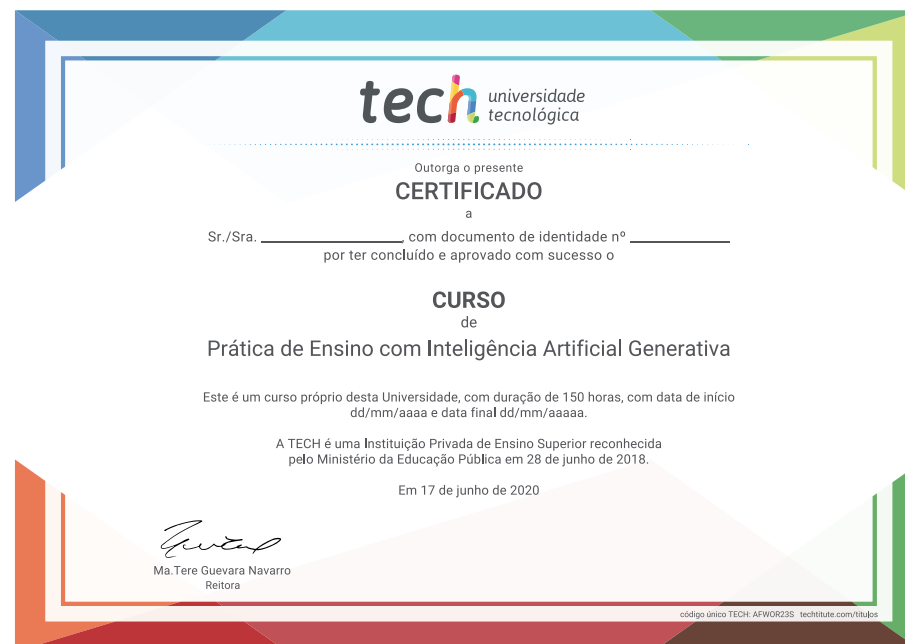 tech universidade
tecnológica
Outorga o presente
CERTIFICADO
a
Sr./Sra. ____________, com documento de identidade nº ____________
por ter concluído e aprovado com sucesso o
CURSO
de
Prática de Ensino com Inteligência Artificial Generativa
Este é um curso próprio desta Universidade, com duração de 150 horas, com data de início
dd/mm/aaaa e data final dd/mm/aaaaa.
A TECH é uma Instituição Privada de Ensino Superior reconhecida
pelo Ministério da Educação Pública em 28 de junho de 2018.
Em 17 de junho de 2020
Ma.Tere Guevara Navarro
Reitora
código único TECH: AFWOR23S techtitute.com/titulos